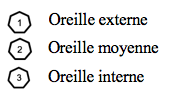 1 Oreille externe
2 Oreille moyenne
3 Oreille interne